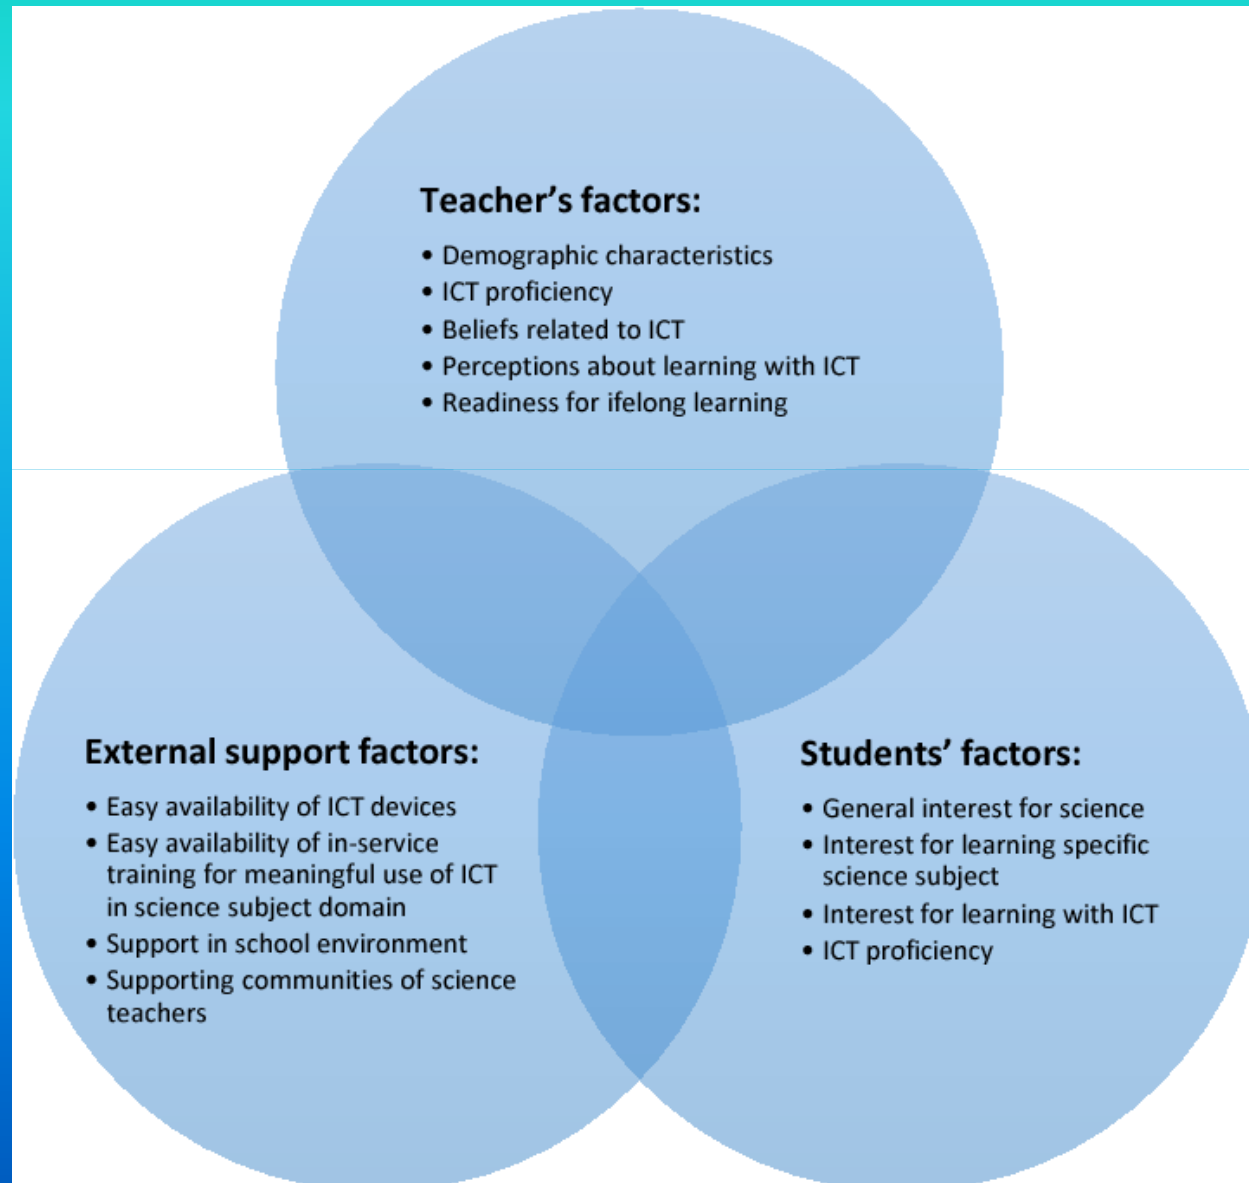 Teacher’s factors:
• Demographic characteristics
• ICT proficiency
• Beliefs related to ICT
• Perceptions about learning with ICT
• Readiness for ifelong learning
External support factors:
• Easy availability of ICT devices
• Easy availability of in-service
training for meaningful use of ICT
in science subject domain
• Support in school environment
• Supporting communities of science
teachers
Students’ factors:
• General interest for science
• Interest for learning specific
science subject
• Interest for learning with ICT
• ICT proficiency